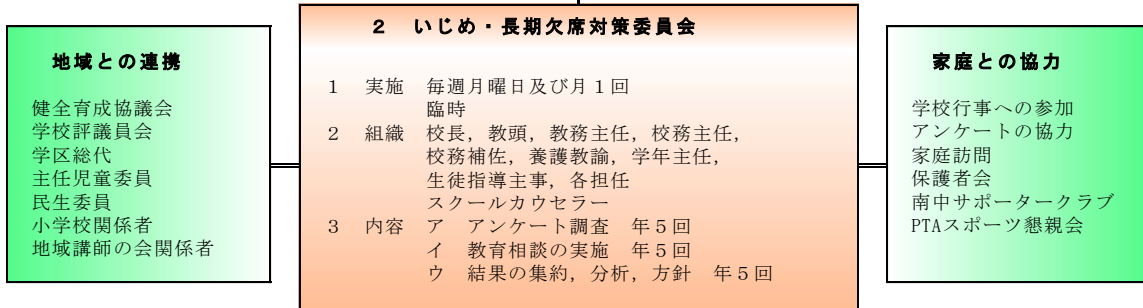 地域との連携
健全育成協議会
学校評議員会
学区総代
主任児童委員
民生委員
小学校関係者
地域講師の会関係者
2 いじめ・長期欠席対策委員会
1 実施 毎週月曜日及び月1回
臨時
2 組織 校長，教頭，教務主任，校務主任，
校務補佐，養護教諭，学年主任，
生徒指導主事，各担任
スクールカウセラー
3 内容 ア アンケート調査 年5回
イ 教育相談の実施 年5回
ウ 結果の集約，分析，方針 年5回
家庭との協力
学校行事への参加
アンケートの協力
家庭訪問
保護者会
南中サポータークラブ
PTAスポーツ懇親会